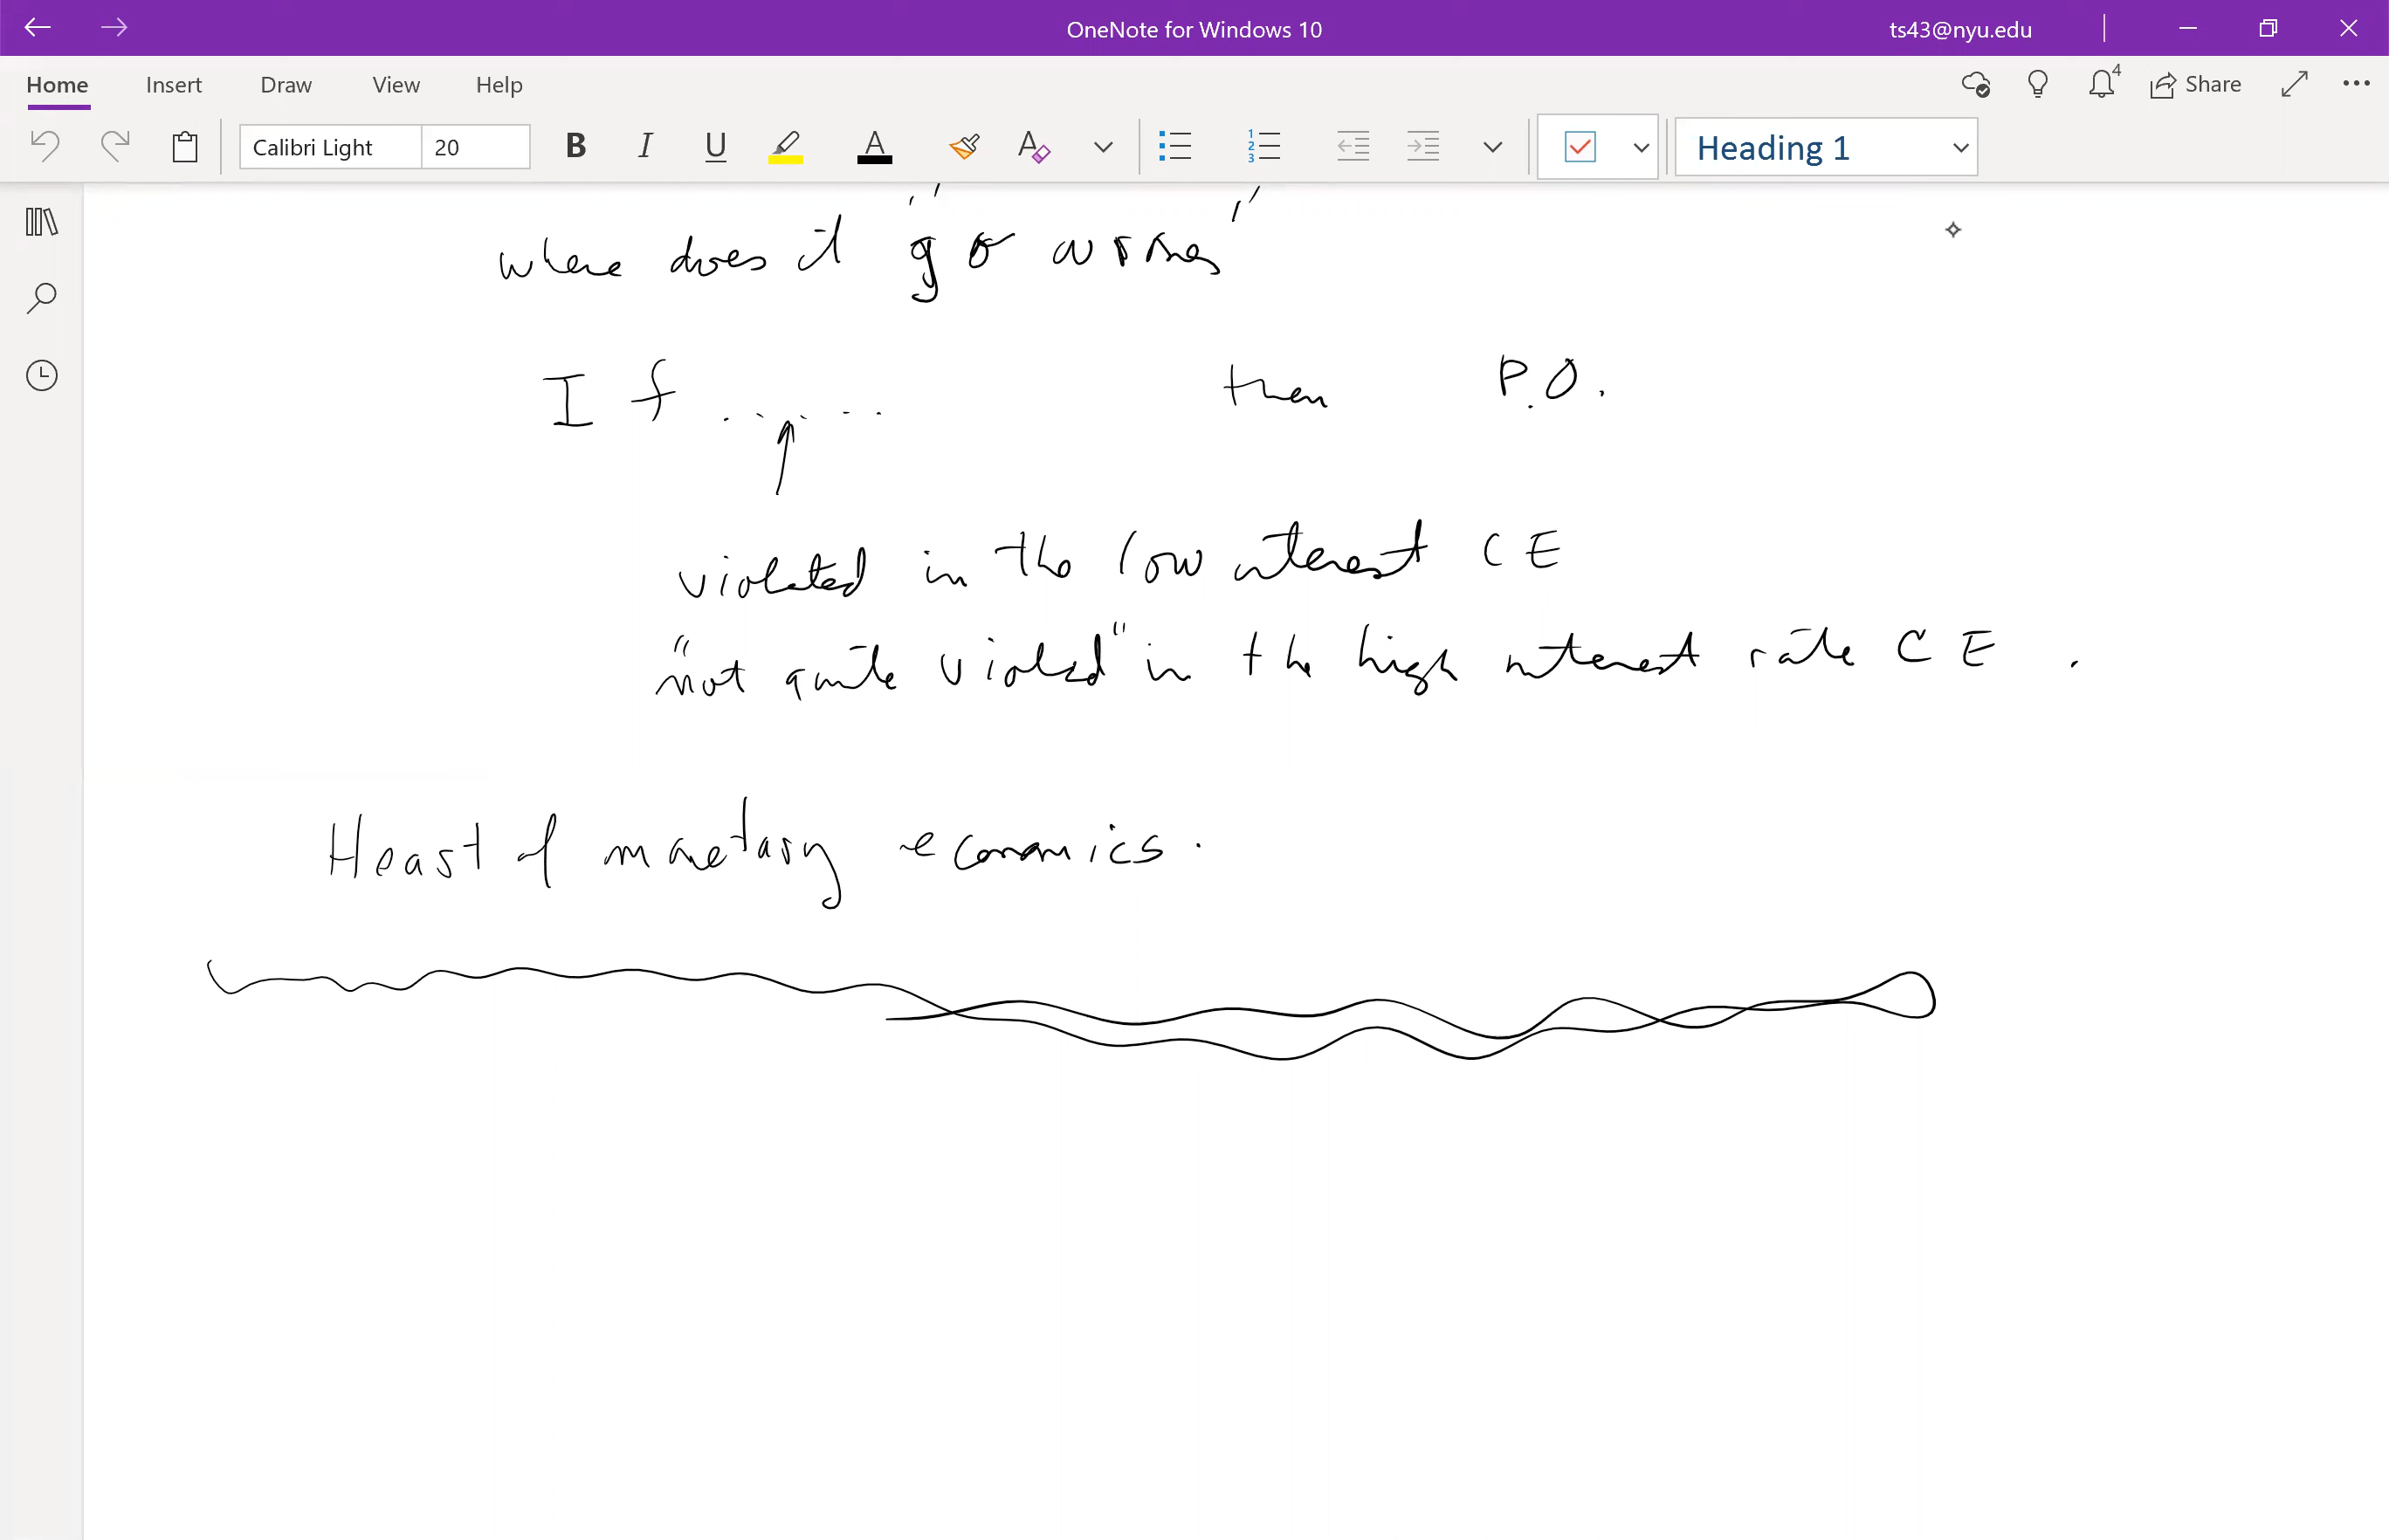 OneNote for Windows 10 ts43@nyu.edu
Home Insert Draw View Help 4 Share
Calibri Light 20 B I U A A Heading 1
where does it "go wrong"
If ...... then P.O.
violated in the low interest CE
"not quite violated" in the high interest rate CE .
Heart of monetary economics.